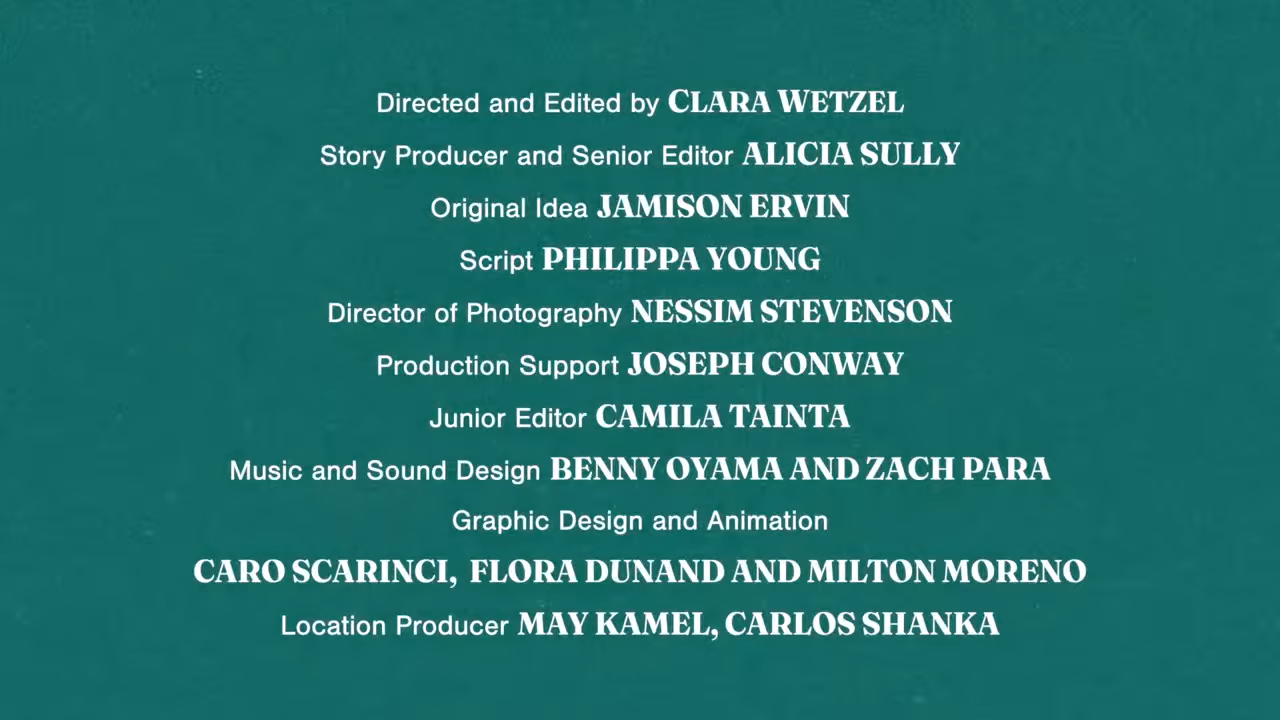 Directed and Edited by CLARA WETZEL
Story Producer and Senior Editor ALICIA SULLY
Original Idea JAMISON ERVIN
Script PHILIPPA YOUNG
Director of Photography NESSIM STEVENSON
Production Support JOSEPH CONWAY
Junior Editor CAMILA TAINTA
Music and Sound Design BENNY OYAMA AND ZACH PARA
Graphic Design and Animation
CARO SCARINCI, FLORA DUNAND AND MILTON MORENO
Location Producer MAY KAMEL, CARLOS SHANKA